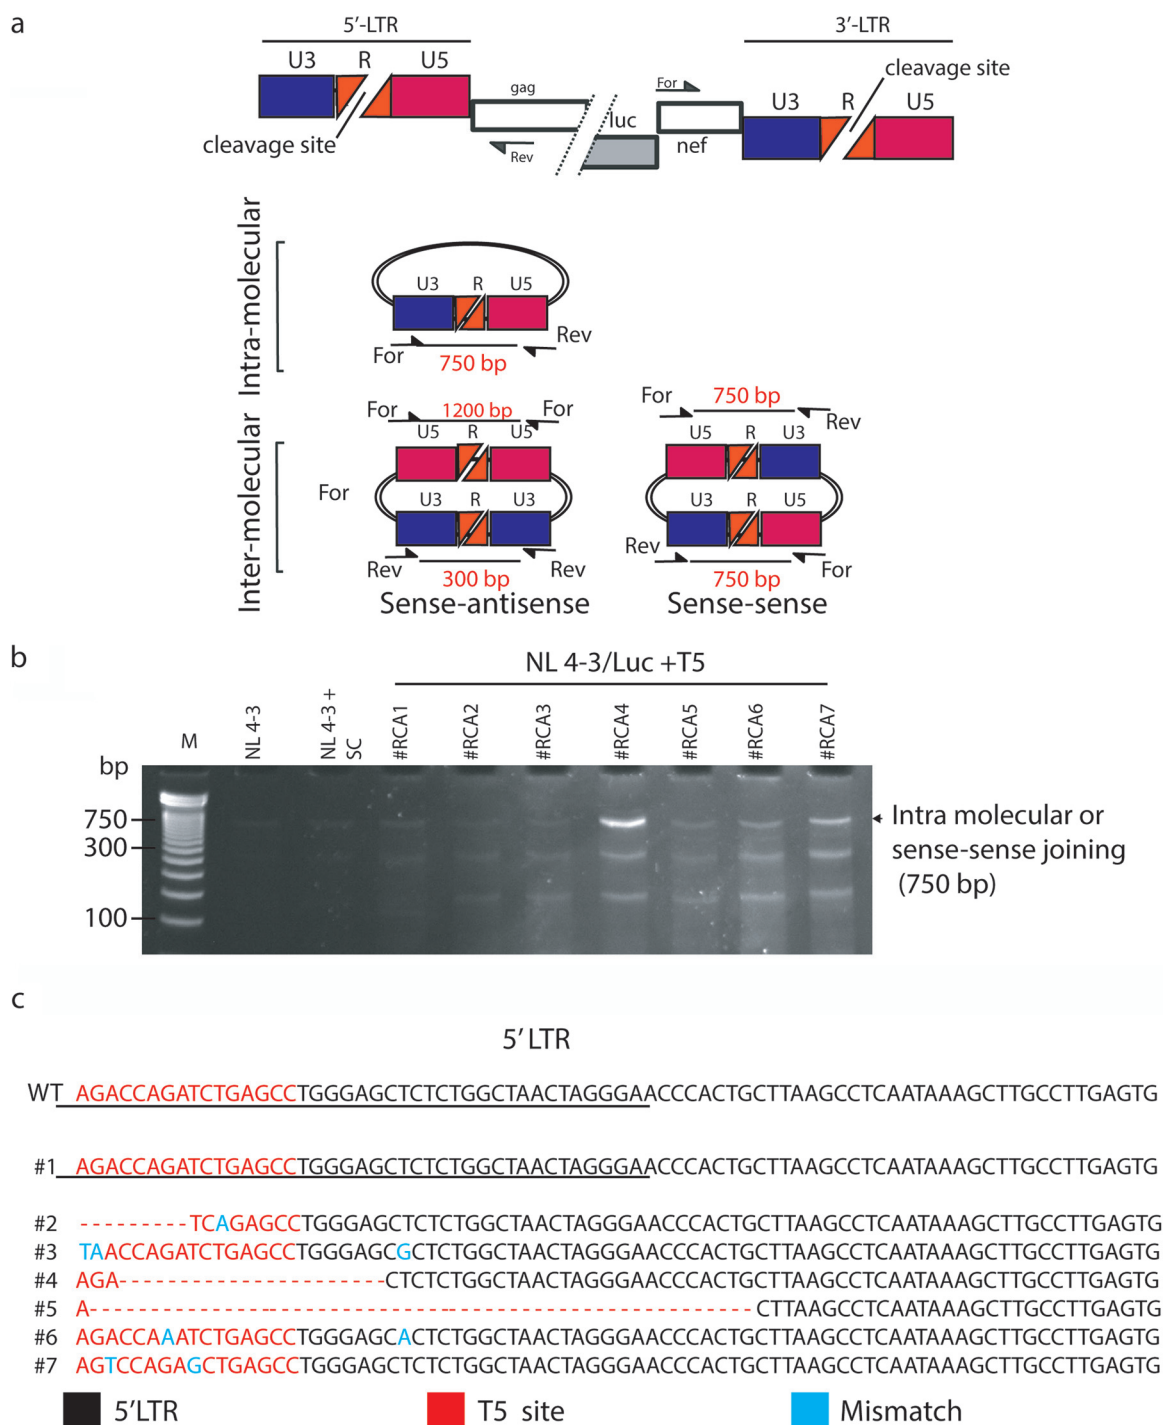 a
5'-LTR
3'-LTR
U3 R U5
cleavage site
gag
Rev
luc
For
nef
U3 R U5
cleavage site
Intra-molecular
U3 R U5
For
Rev
750 bp
Inter-molecular
For
For 1200 bp For
U5 R U5
U3 R U3
Rev 300 bp Rev
Sense-antisense
For 750 bp Rev
U5 R U3
U3 R U5
Rev 750 bp For
Sense-sense
b
NL 4-3/Luc +T5
M
NL 4-3
NL 4-3 +
SC
#RCA1
#RCA2
#RCA3
#RCA4
#RCA5
#RCA6
#RCA7
bp
750
300
100
Intra molecular or
sense-sense joining
(750 bp)
c
5' LTR
WT AGACCAGATCTGAGCCTGGGAGCTCTCTGGCTAACTAGGGAACCCACTGCTTAAGCCTCAATAAAGCTTGCCTTGAGTG
#1 AGACCAGATCTGAGCCTGGGAGCTCTCTGGCTAACTAGGGAACCCACTGCTTAAGCCTCAATAAAGCTTGCCTTGAGTG
#2 ---------TCAGAGCCTGGGAGCTCTCTGGCTAACTAGGGAACCCACTGCTTAAGCCTCAATAAAGCTTGCCTTGAGTG
#3 TAACCAGATCTGAGCCTGGGAGCGCTCTGGCTAACTAGGGAACCCACTGCTTAAGCCTCAATAAAGCTTGCCTTGAGTG
#4 AGA--------------------CTCTCTGGCTAACTAGGGAACCCACTGCTTAAGCCTCAATAAAGCTTGCCTTGAGTG
#5 A-------------------------------------------------CTTAAGCCTCAATAAAGCTTGCCTTGAGTG
#6 AGACCAAATCTGAGCCTGGGAGCACTCTGGCTAACTAGGGAACCCACTGCTTAAGCCTCAATAAAGCTTGCCTTGAGTG
#7 AGTCCAGAGCTGAGCCTGGGAGCTCTCTGGCTAACTAGGGAACCCACTGCTTAAGCCTCAATAAAGCTTGCCTTGAGTG
5'LTR
T5 site
Mismatch